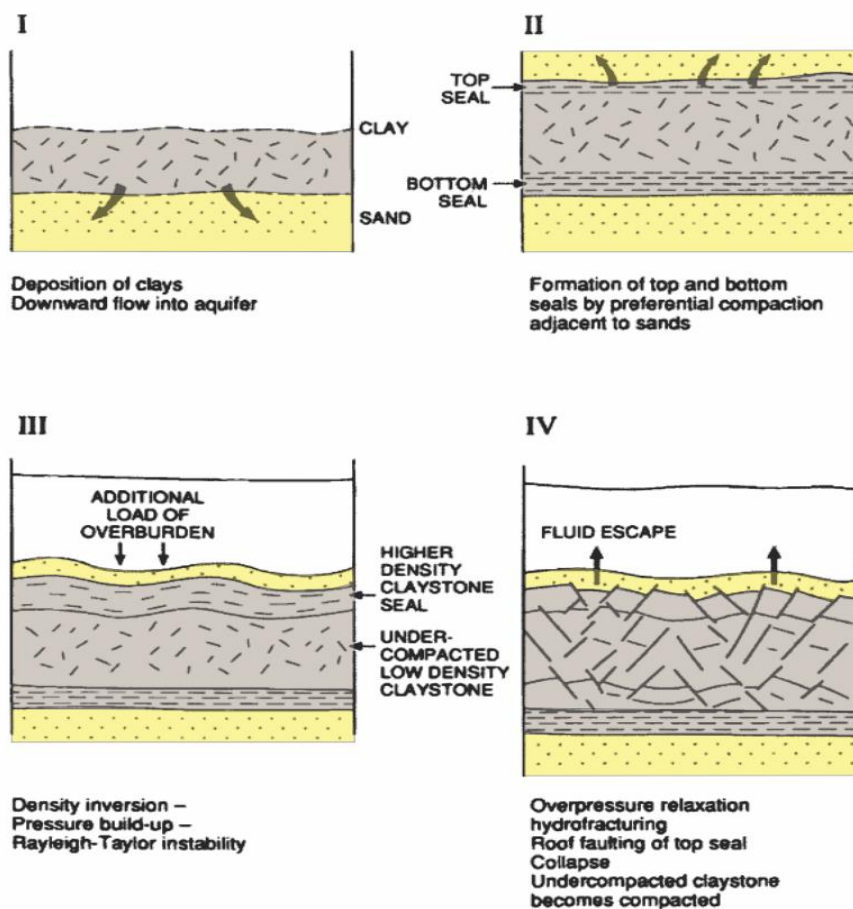 I
CLAY
SAND
Deposition of clays
Downward flow into aquifer
II
TOP
SEAL
BOTTOM
SEAL
Formation of top and bottom
seals by preferential compaction
adjacent to sands
III
ADDITIONAL
LOAD OF
OVERBURDEN
HIGHER
DENSITY
CLAYSTONE
SEAL
UNDER-
COMPACTED
LOW DENSITY
CLAYSTONE
Density inversion –
Pressure build-up –
Rayleigh-Taylor instability
IV
FLUID ESCAPE
Overpressure relaxation
hydrofracturing
Roof faulting of top seal
Collapse
Undercompacted claystone
becomes compacted